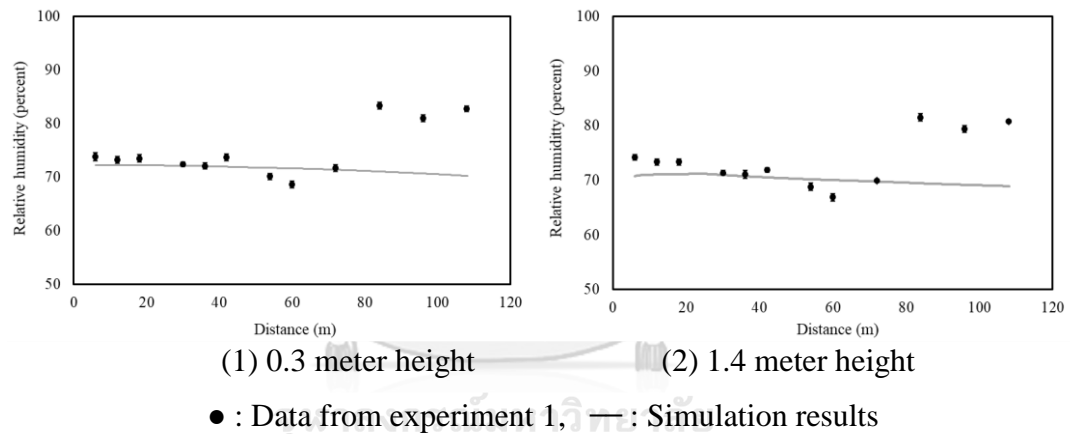 100
90
80
70
60
50
0 20 40 60 80 100 120
Relative humidity (percent)
Distance (m)
100
90
80
70
60
50
0 20 40 60 80 100 120
Relative humiditty (percent)
Distance (m)
(1) 0.3 meter height
(2) 1.4 meter height
● : Data from experiment 1, — : Simulation results